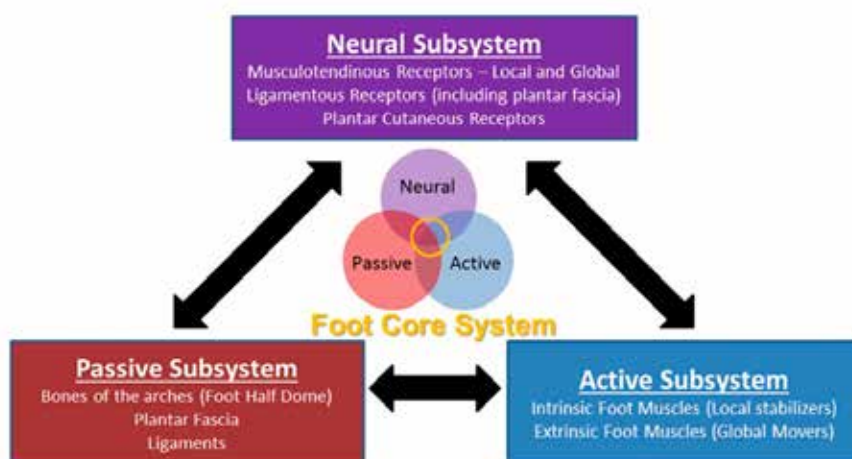 Neural Subsystem
Musculotendinous Receptors – Local and Global
Ligamentous Receptors (including plantar fascia)
Plantar Cutaneous Receptors
Neural
Passive
Active
Foot Core System
Passive Subsystem
Bones of the arches (Foot Half Dome)
Plantar Fascia
Ligaments
Active Subsystem
Intrinsic Foot Muscles (Local stabilizers)
Extrinsic Foot Muscles (Global Movers)